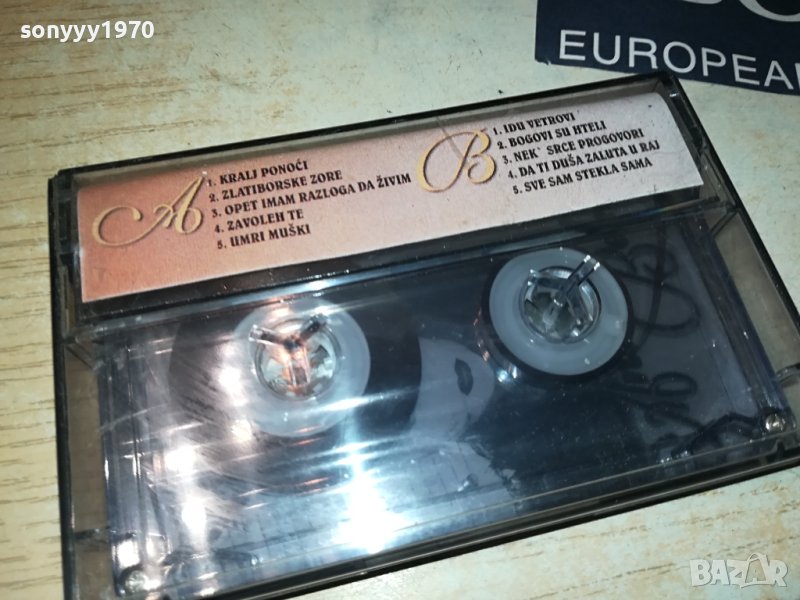 sonyyy1970
EUROPEAN
A
1. KRALJ PONOĆI
2. ZLATIBORSKE ZORE
3. OPET IMAM RAZLOGA DA ŽIVIM
4. ZAVOLEH TE
5. UMRI MUŠKI
B
1. IDU VETROVI
2. BOGOVI SU HTELI
3. NEK` SRCE PROGOVORI
4. DA TI DUŠA ZALUTA U RAJ
5. SVE SAM STEKLA SAMA
BAZAR